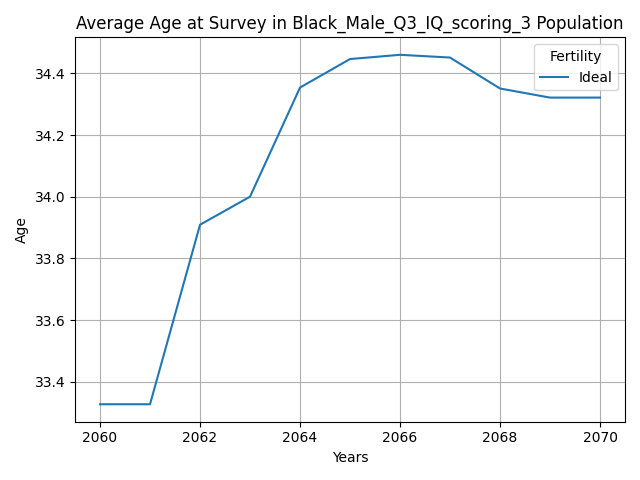 Average Age at Survey in Black_Male_Q3_IQ_scoring_3 Population
Fertility
Ideal
34.4
34.2
34.0
33.8
33.6
33.4
Age
2060
2062
2064
2066
2068
2070
Years